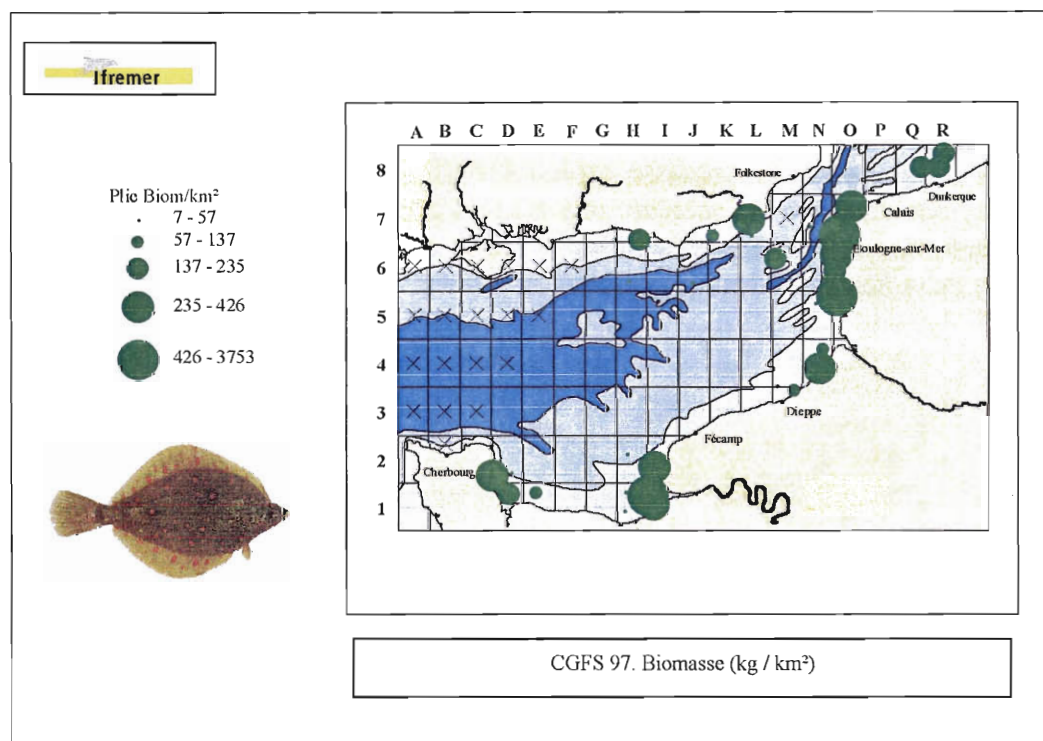 Ifremer
A B C D E F G H I J K L M N O P Q R
8
7
6
5
4
3
2
1
Folkestone
Dunkerque
Calais
Boulogne-sur-Mer
Dieppe
Fécamp
Cherbourg
Plie Biom/km²
7 - 57
57 - 137
137 - 235
235 - 426
426 - 3753
CGFS 97. Biomasse (kg / km²)